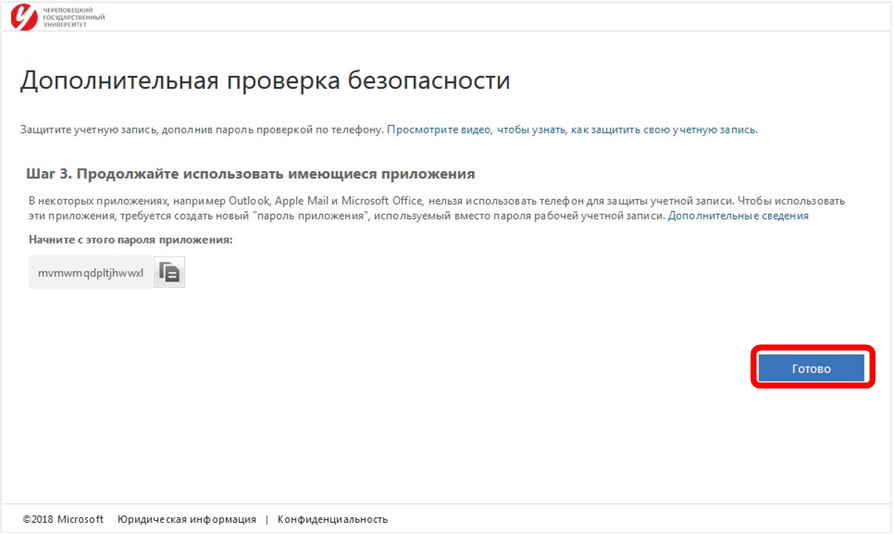 ЧЕРЕПОВЕЦКИЙ
ГОСУДАРСТВЕННЫЙ
УНИВЕРСИТЕТ
Дополнительная проверка безопасности
Защитите учетную запись, дополнив пароль проверкой по телефону. Просмотрите видео, чтобы узнать, как защитить свою учетную запись.
Шаг 3. Продолжайте использовать имеющиеся приложения
В некоторых приложениях, например Outlook, Apple Mail и Microsoft Office, нельзя использовать телефон для защиты учетной записи. Чтобы использовать
эти приложения, требуется создать новый "пароль приложения", используемый вместо пароля рабочей учетной записи. Дополнительные сведения
Начните с этого пароля приложения:
mvmwmqdpltjhwwxl
Готово
©2018 Microsoft Юридическая информация | Конфиденциальность